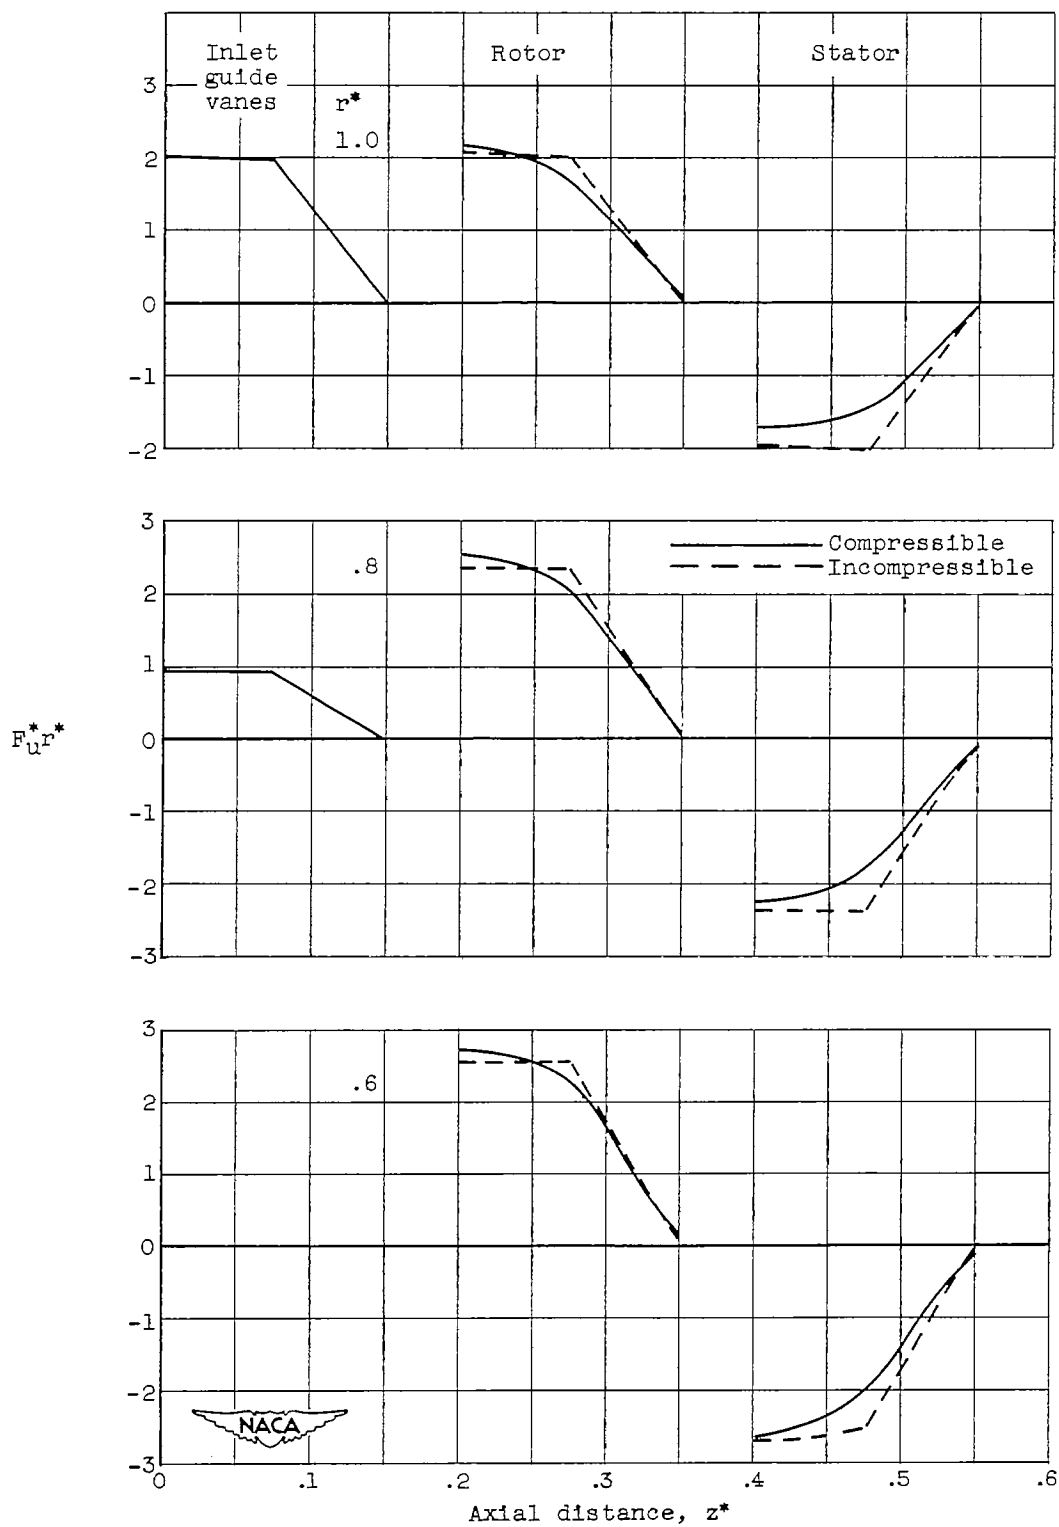 Inlet guide vanes
Rotor
Stator
r*
1.0
3
2
1
0
-1
-2
3
2
1
0
-1
-2
-3
.8
Compressible
Incompressible
F*ur*
3
2
1
0
-1
-2
-3
.6
NACA
0 .1 .2 .3 .4 .5 .6
Axial distance, z*